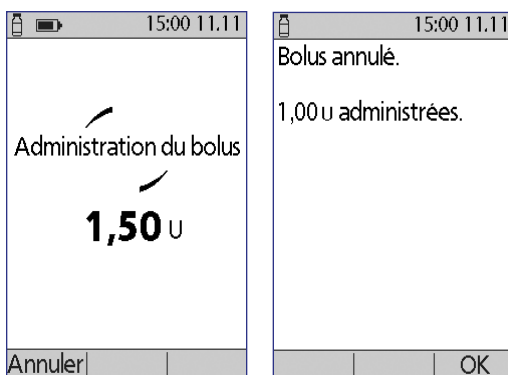 15:00 11.11
Administration du bolus
1,50 U
Annuler
15:00 11.11
Bolus annulé.
1,00 U administrées.
OK